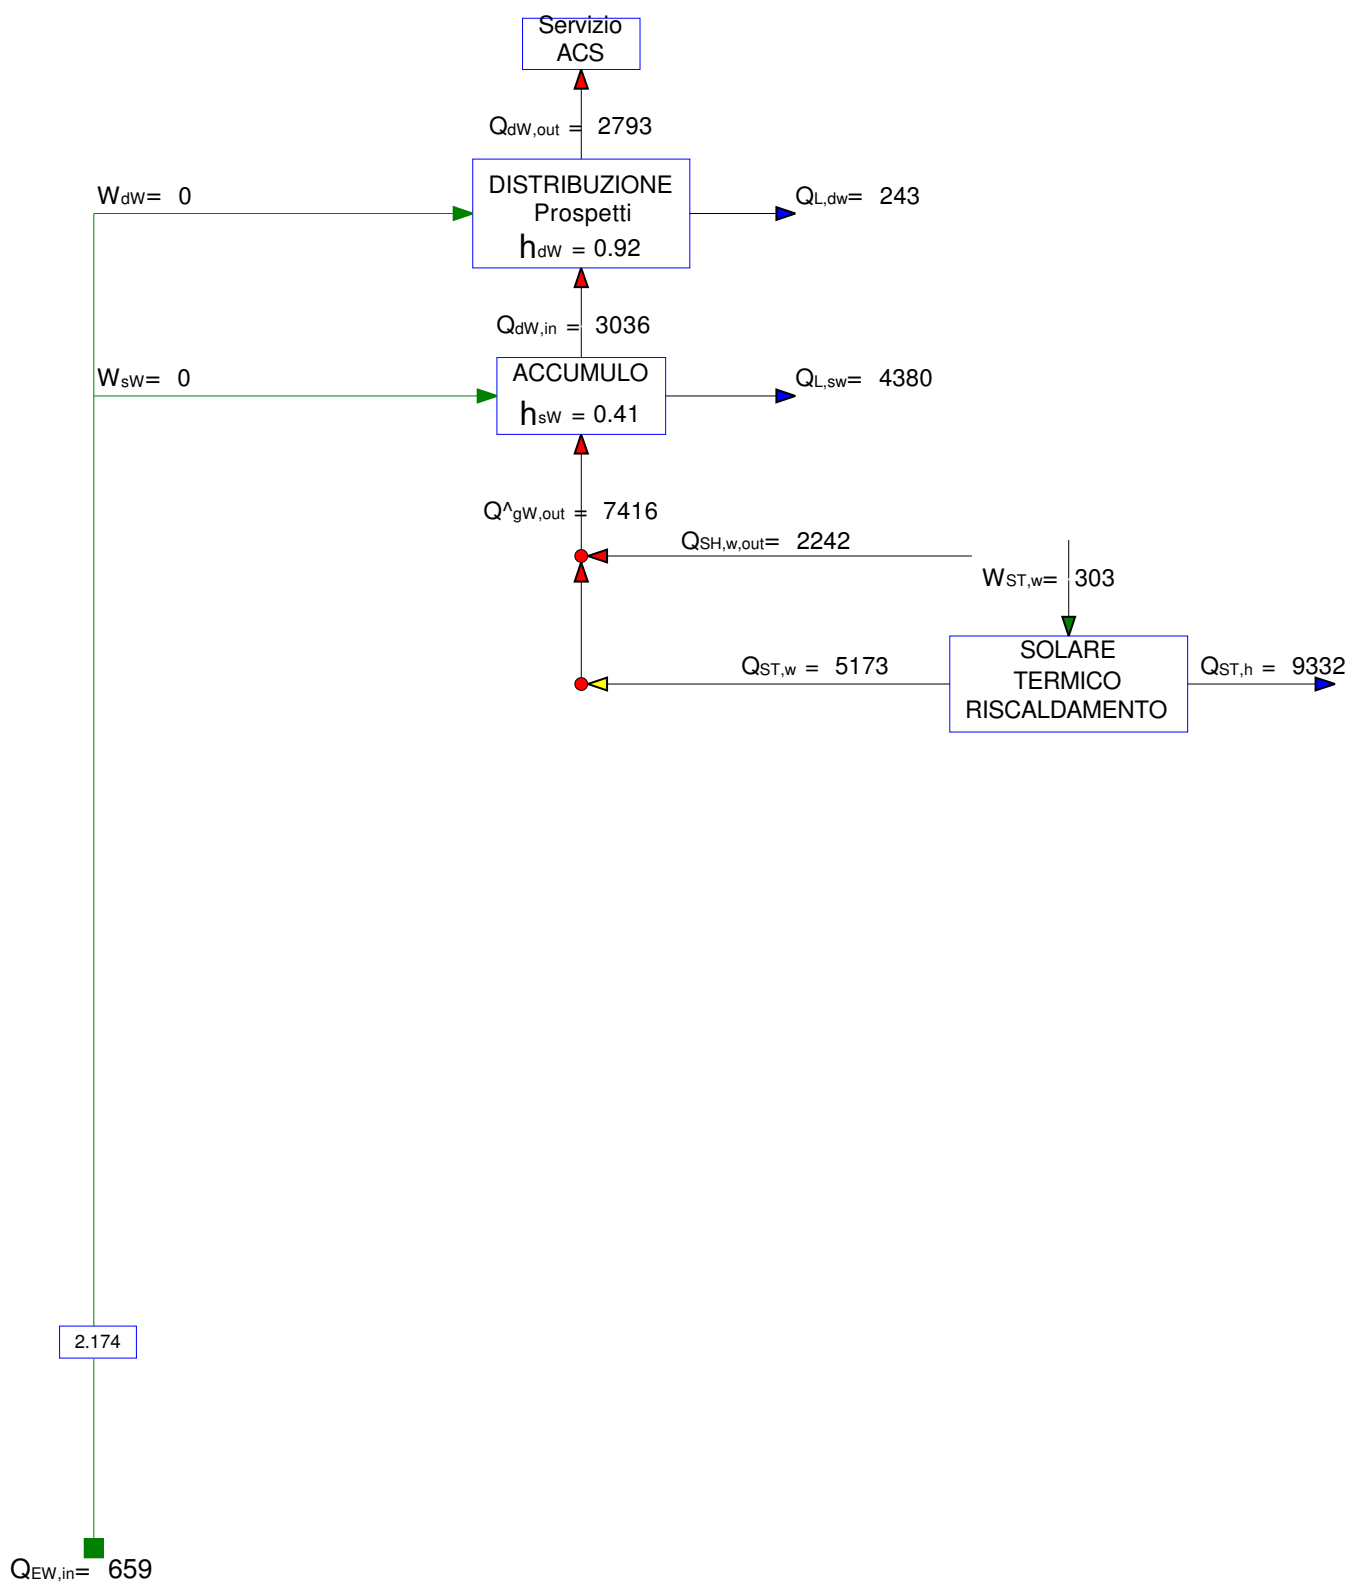 Servizio
ACS
QdW,out = 2793
WdW= 0
DISTRIBUZIONE
Prospetti
hdW = 0.92
QL,dw= 243
QdW,in = 3036
WsW= 0
ACCUMULO
hsW = 0.41
QL,sw= 4380
Q^gW,out = 7416
QSH,w,out= 2242
WST,w= 303
QST,w = 5173
SOLARE
TERMICO
RISCALDAMENTO
QST,h = 9332
2.174
QEW,in= 659